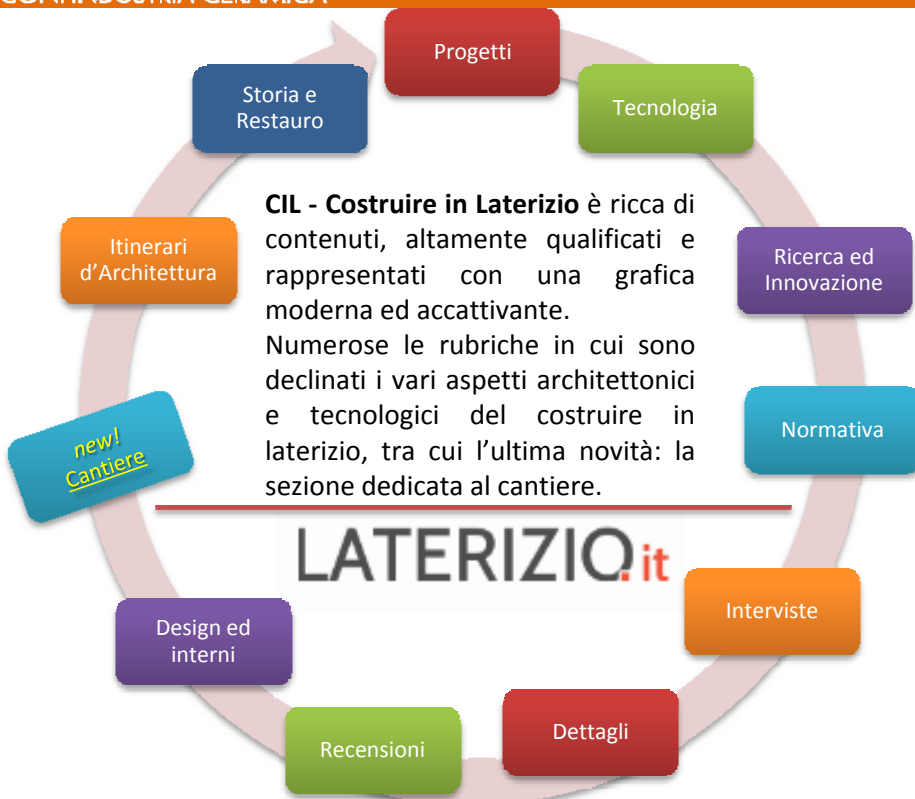 CONFINDUSTRIA CERAMICA
Progetti
Tecnologia
Ricerca ed
Innovazione
Normativa
Interviste
Dettagli
Recensioni
Design ed
interni
new!
Cantiere
Itinerari
d’Architettura
Storia e
Restauro
CIL - Costruire in Laterizio è ricca di
contenuti, altamente qualificati e
rappresentati con una grafica
moderna ed accattivante.
Numerose le rubriche in cui sono
declinati i vari aspetti architettonici
e tecnologici del costruire in
laterizio, tra cui l’ultima novità: la
sezione dedicata al cantiere.
LATERIZIO.it